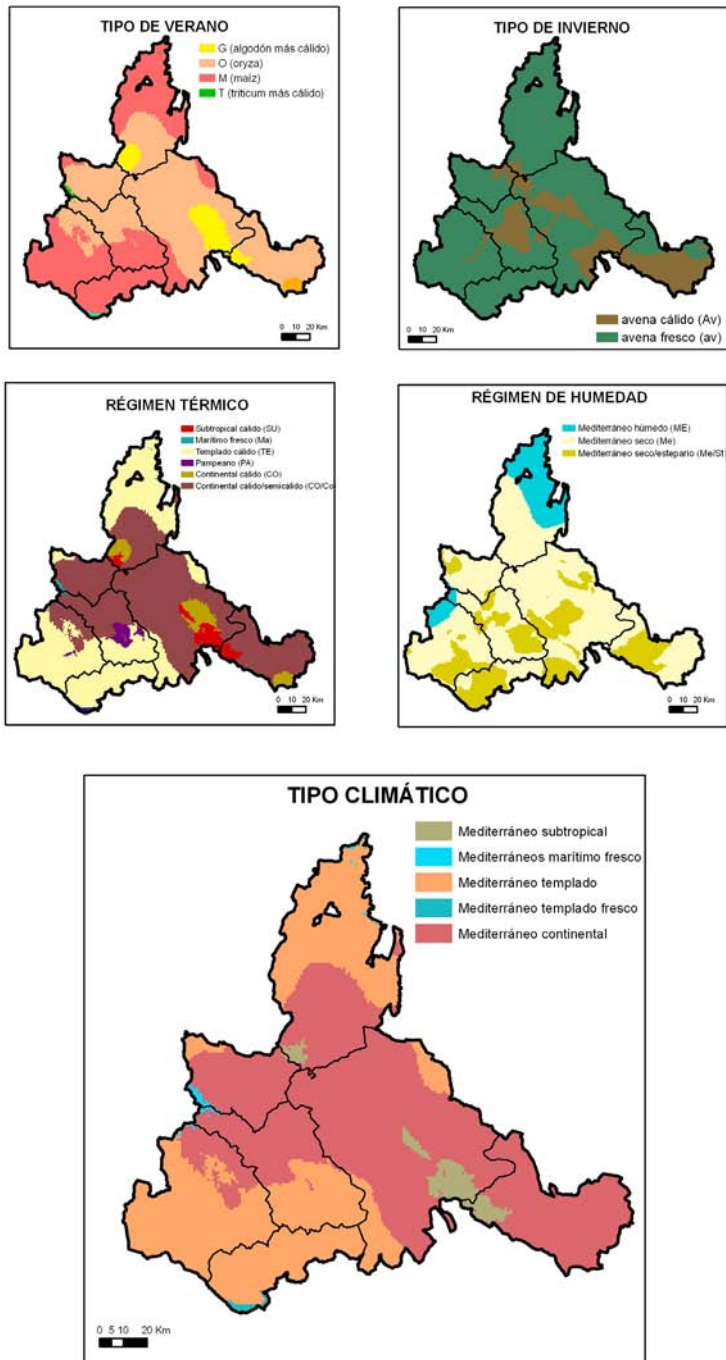 TIPO DE VERANO
G (algodón más cálido)
O (oryza)
M (maíz)
T (triticum más cálido)
0 10 20 Km
TIPO DE INVIERNO
0 10 20 Km
avena cálido (Av)
avena fresco (av)
RÉGIMEN TÉRMICO
Subtropical cálido (SU)
Marítimo fresco (Ma)
Templado cálido (TE)
Pampeano (PA)
Continental cálido (CO)
Continental cálido/semicálido (CO/Co
0 10 20 Km
RÉGIMEN DE HUMEDAD
Mediterráneo húmedo (ME)
Mediterráneo seco (Me)
Mediterráneo seco/estepario (Me/St
0 10 20 Km
TIPO CLIMÁTICO
Mediterráneo subtropical
Mediterráneos marítimo fresco
Mediterráneo templado
Mediterráneo templado fresco
Mediterráneo continental
0 5 10 20 Km